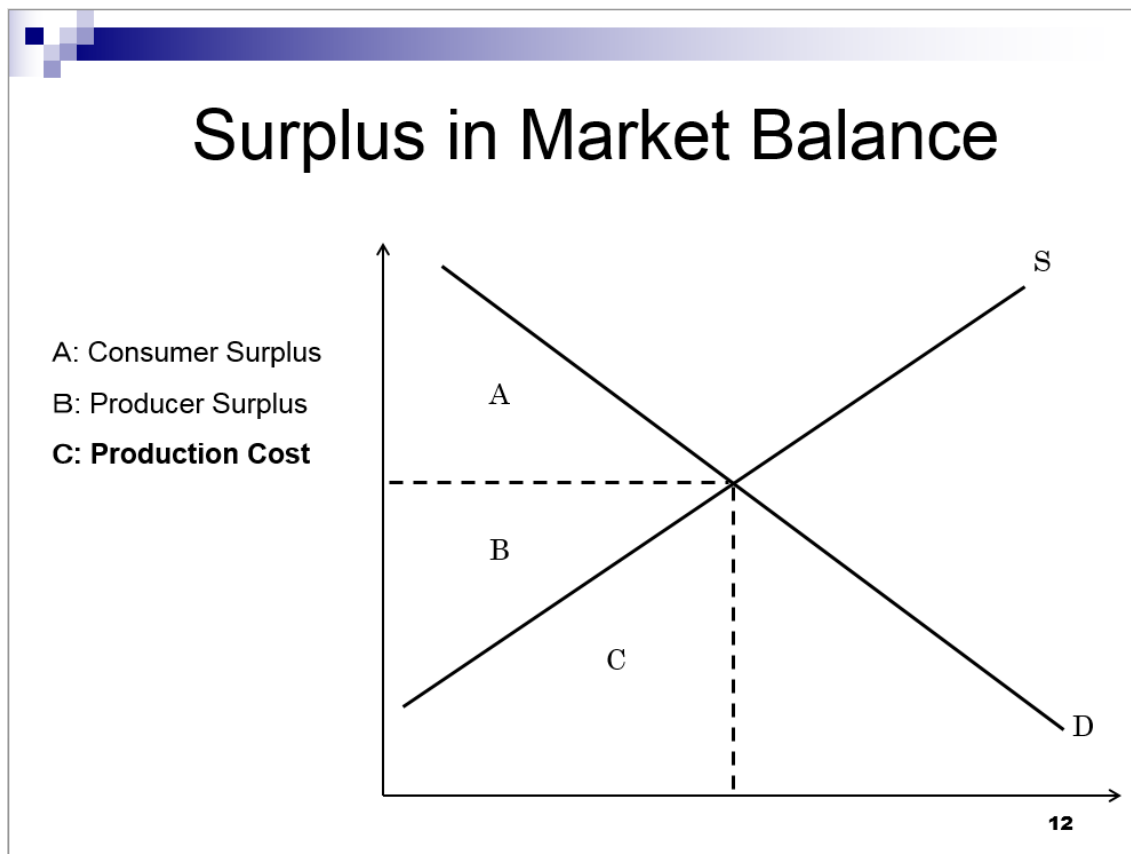 Surplus in Market Balance
A: Consumer Surplus
B: Producer Surplus
C: Production Cost
S
A
B
C
D
12